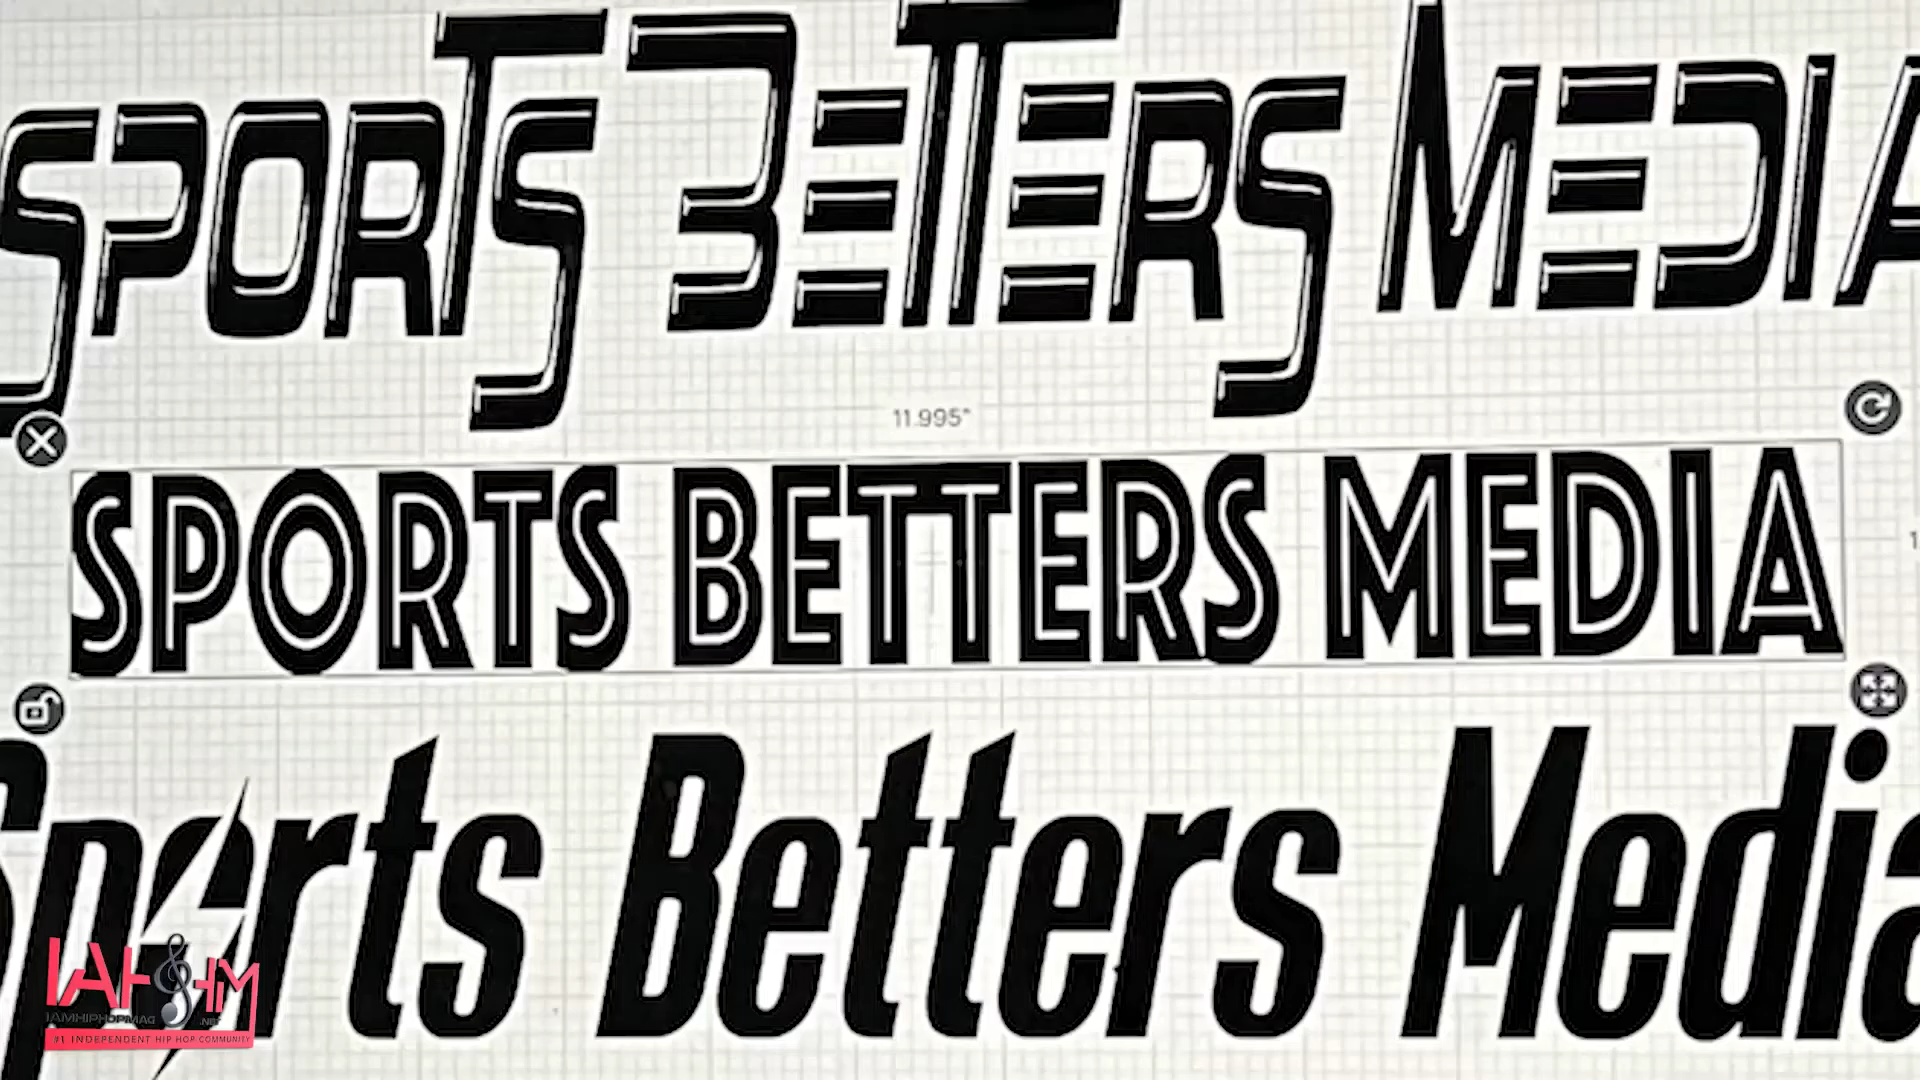 SPORTS BETTERS MEDIA
11.995"
SPORTS BETTERS MEDIA
Sports Betters Media
IAHHM
IAMHIPHOPMAG
.NET
#1 INDEPENDENT HIP HOP COMMUNITY